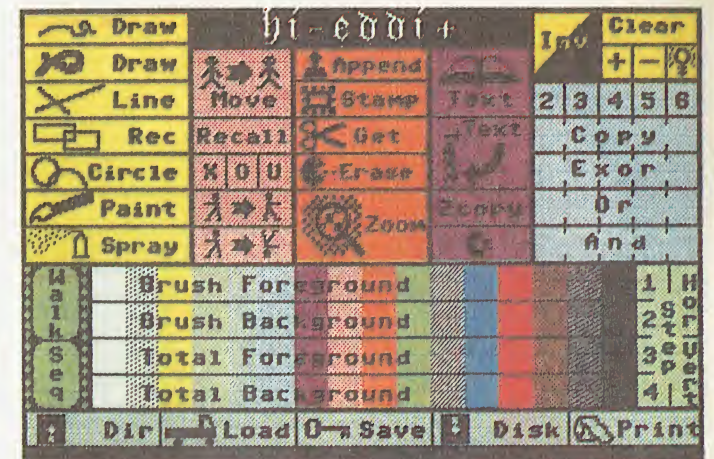 hi-eddi+
Draw
Inv Clear
Draw
+ -
Move
Append
Line
Stamp
Text
2 3 4 5 6
Rec
Recall
Get
Text
Copy
Circle
X O U
Erase
Exor
Paint
Zoom
Zcopy
Or
Spray
C
And
Walk
Seq
Brush Foreground
Brush Background
Total Foreground
Total Background
1
2
3
4
Step
Hor
Vert
Dir Load Save Disk Print